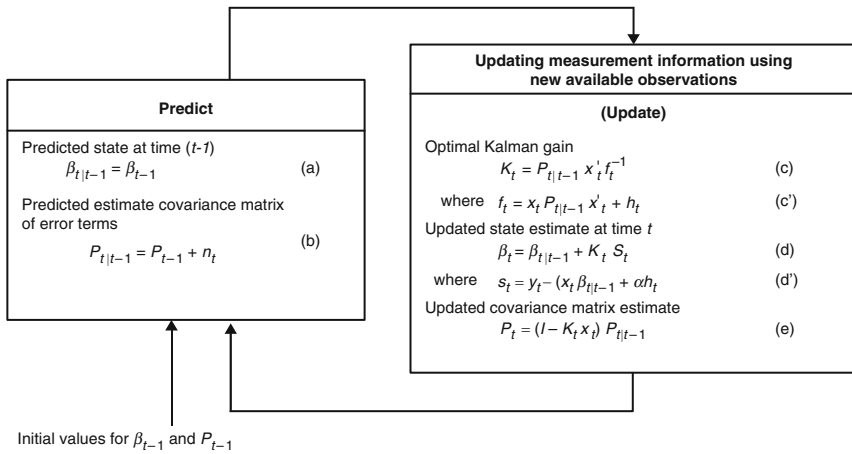 Predict
Predicted state at time (t-1)
β_{t|t−1} = β_{t−1} (a)
Predicted estimate covariance matrix
of error terms
(b)
P_{t|t−1} = P_{t−1} + n_t
Initial values for β_{t−1} and P_{t−1}
Updating measurement information using
new available observations
(Update)
Optimal Kalman gain
K_t = P_{t|t−1} x'_t f_t^{−1} (c)
where f_t = x_t P_{t|t−1} x'_t + h_t (c')
Updated state estimate at time t
β_t = β_{t|t−1} + K_t S_t (d)
where s_t = y_t − (x_t β_{t|t−1} + αh_t (d')
Updated covariance matrix estimate
P_t = (I − K_t x_t) P_{t|t−1} (e)